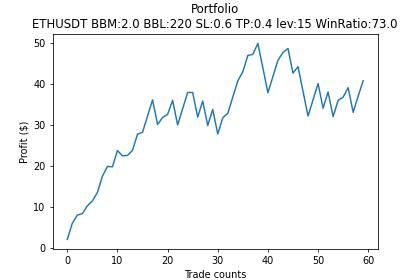 Portfolio
ETHUSDT BBM:2.0 BBL:220 SL:0.6 TP:0.4 lev:15 WinRatio:73.0
50
40
30
20
10
0
Profit ($)
0 10 20 30 40 50 60
Trade counts